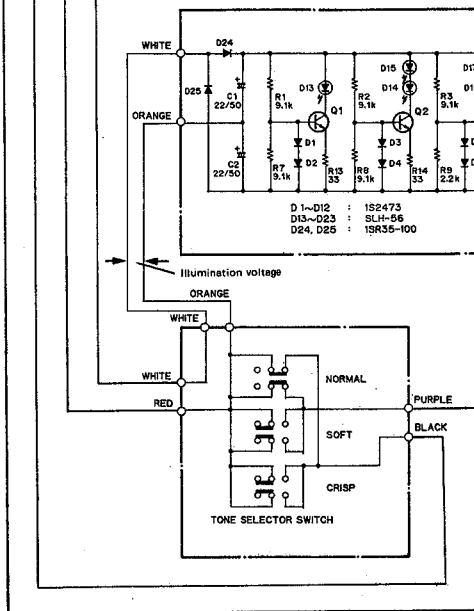 WHITE
D24
D15
D17
D25
C1
22/50
R1
9.1k
D13
Q1
R2
9.1k
D14
Q2
R3
9.1k
ORANGE
C2
22/50
R7
9.1k
D1
D2
R13
33
R8
9.1k
D3
D4
R14
33
R9
2.2k
D 1~D12 : 1S2473
D13~D23 : SLH-56
D24, D25 : 1SR35-100
Illumination voltage
ORANGE
WHITE
WHITE
NORMAL
RED
PURPLE
BLACK
SOFT
CRISP
TONE SELECTOR SWITCH